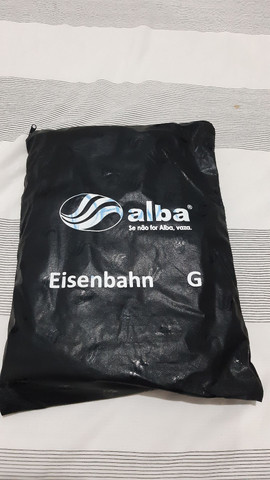 alba®
Se não for Alba, vaza.
Eisenbahn G